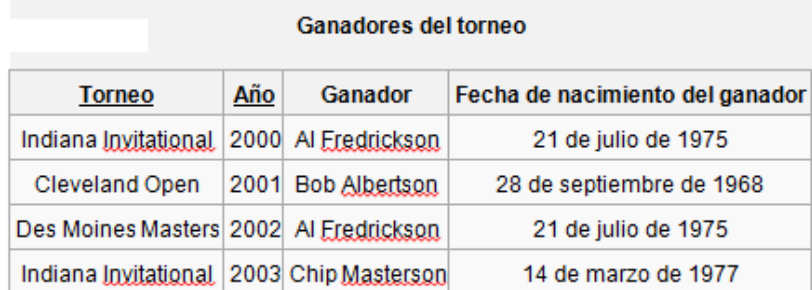 Ganadores del torneo
Torneo Año Ganador Fecha de nacimiento del ganador
Indiana Invitational 2000 Al Fredrickson 21 de julio de 1975
Cleveland Open 2001 Bob Albertson 28 de septiembre de 1968
Des Moines Masters 2002 Al Fredrickson 21 de julio de 1975
Indiana Invitational 2003 Chip Masterson 14 de marzo de 1977